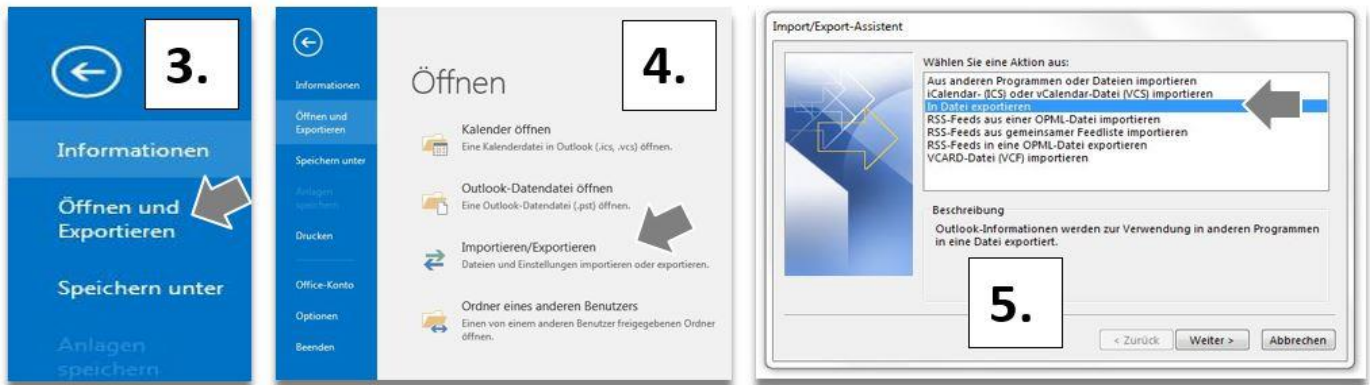 3.
Informationen
Öffnen und
Exportieren
Speichern unter
Anlagen
speichern
4.
Informationen
Öffnen und
Exportieren
Speichern unter
Anlagen
speichern
Drucken
Office-Konto
Optionen
Beenden
Öffnen
Kalender öffnen
Eine Kalenderdatei in Outlook (.ics, .vcs) öffnen.
Outlook-Datendatei öffnen
Eine Outlook-Datendatei (.pst) öffnen.
Importieren/Exportieren
Dateien und Einstellungen importieren oder exportieren.
Ordner eines anderen Benutzers
Einen von einem anderen Benutzer freigegebenen Ordner
öffnen.
Import/Export-Assistent
Wählen Sie eine Aktion aus:
Aus anderen Programmen oder Dateien importieren
iCalendar- (ICS) oder vCalendar-Datei (VCS) importieren
In Datei exportieren
RSS-Feeds aus einer OPML-Datei importieren
RSS-Feeds aus gemeinsamer Feedliste importieren
RSS-Feeds in eine OPML-Datei exportieren
VCARD-Datei (VCF) importieren
Beschreibung
Outlook-Informationen werden zur Verwendung in anderen Programmen
in eine Datei exportiert.
5.
< Zurück Weiter > Abbrechen